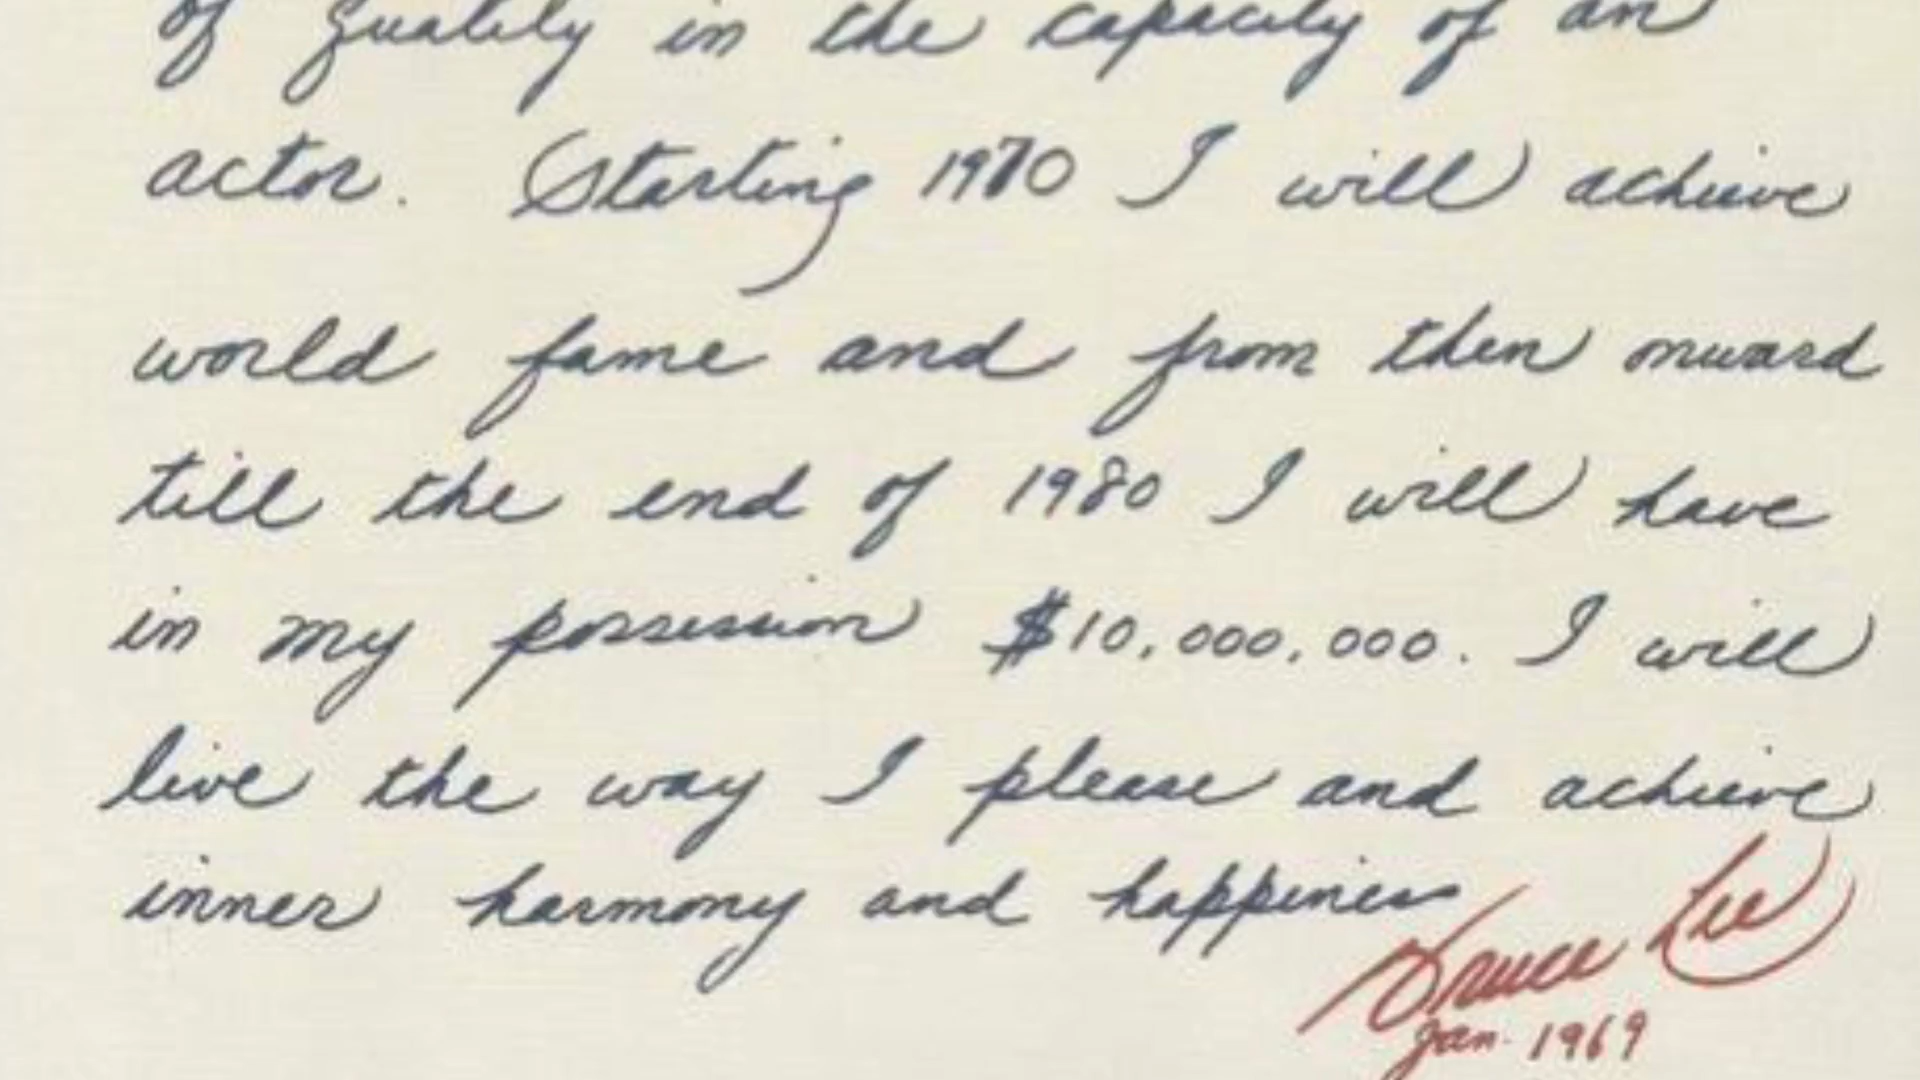 of quality in the capacity of an
actor. Starting 1970 I will achieve
world fame and from then onward
till the end of 1980 I will have
in my possession $10,000,000. I will
live the way I please and achieve
inner harmony and happiness
Bruce Lee
Jan. 1969